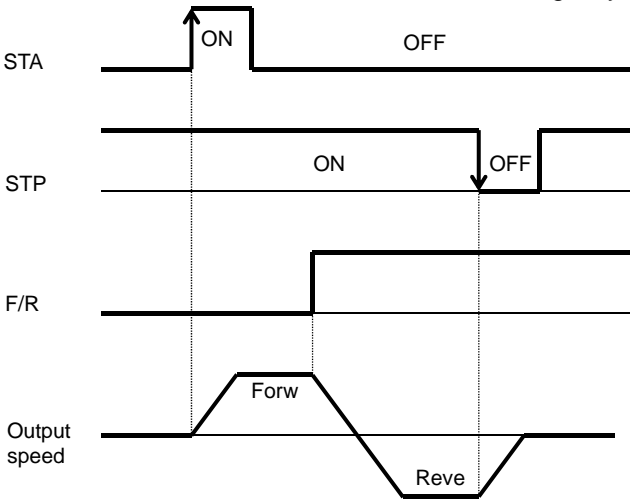 ON
OFF
STA
ON
OFF
STP
F/R
Forw
Output
speed
Reve